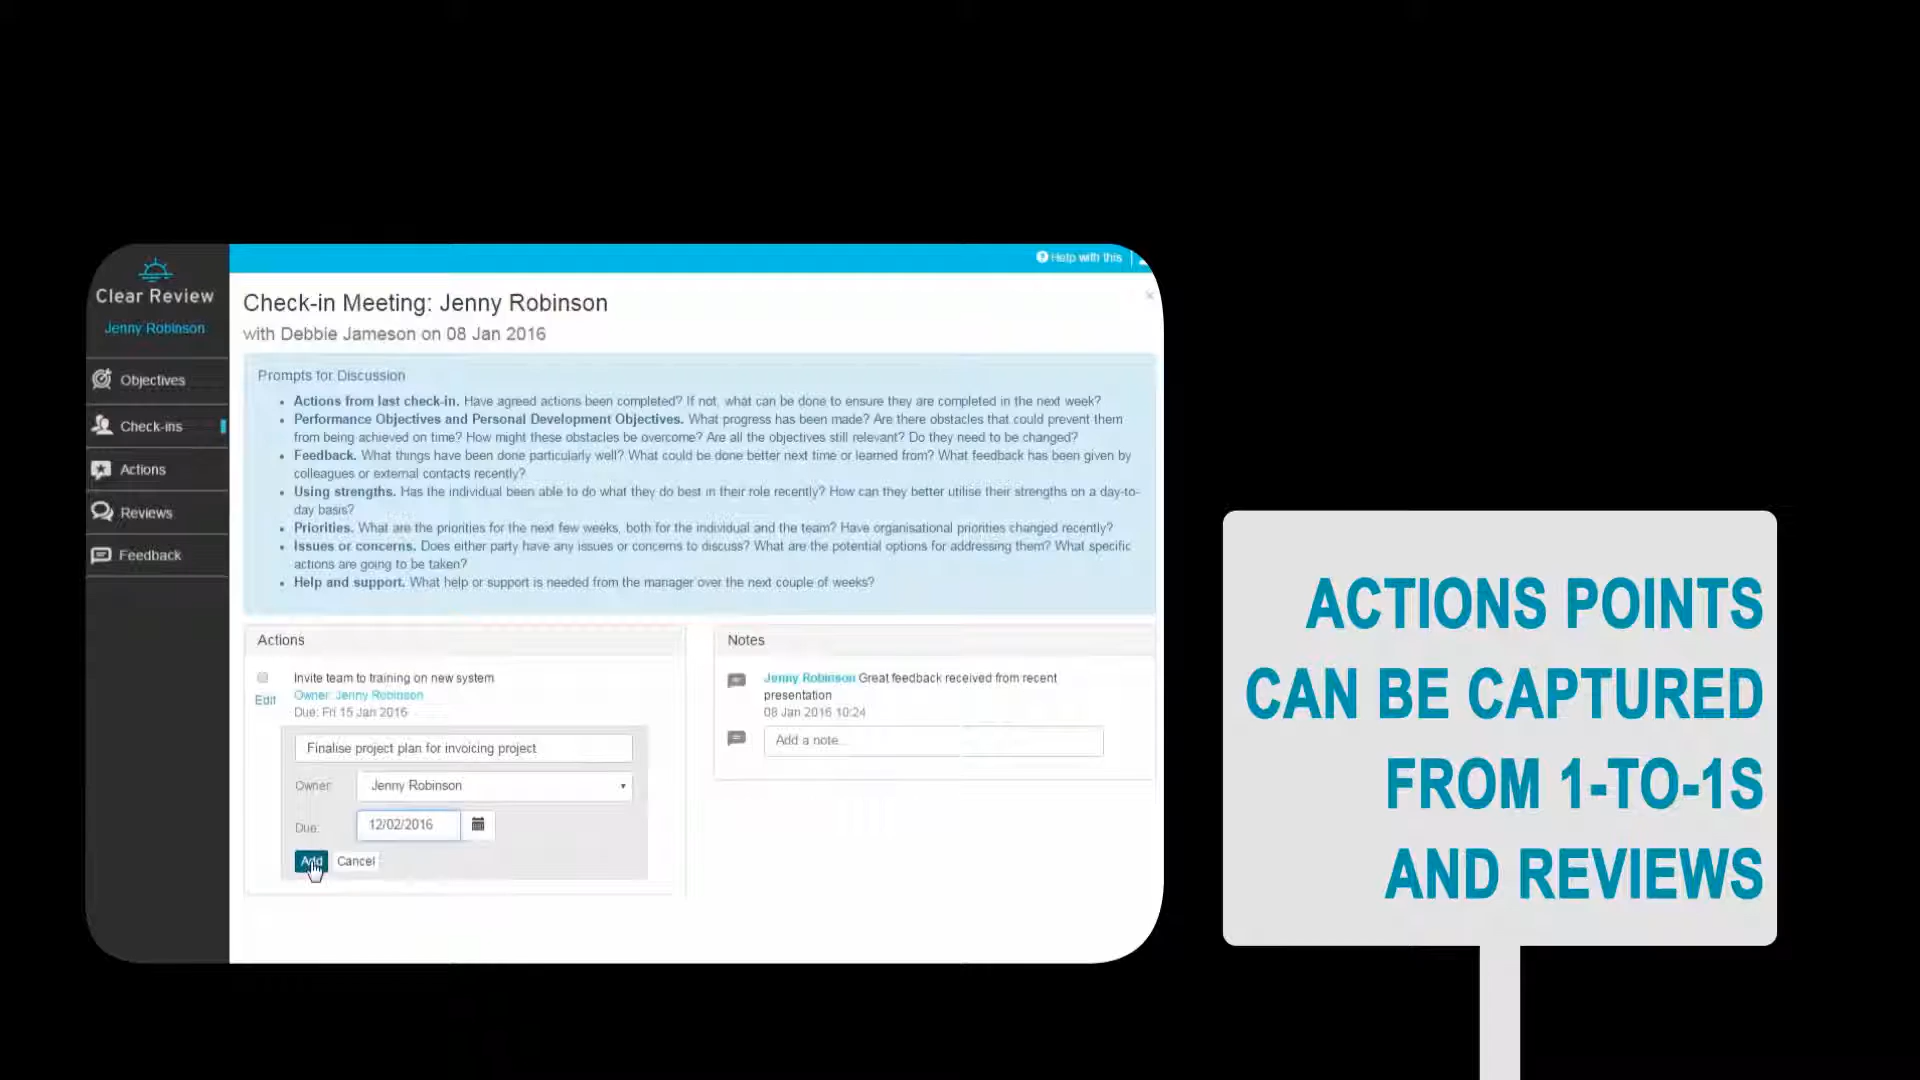 Clear Review
Jenny Robinson
Objectives
Check-ins
Actions
Reviews
Feedback
Help with this
Check-in Meeting: Jenny Robinson
with Debbie Jameson on 08 Jan 2016
Prompts for Discussion
Actions from last check-in. Have agreed actions been completed? If not, what can be done to ensure they are completed in the next week?
Performance Objectives and Personal Development Objectives. What progress has been made? Are there obstacles that could prevent them
from being achieved on time? How might these obstacles be overcome? Are all the objectives still relevant? Do they need to be changed?
Feedback. What things have been done particularly well? What could be done better next time or learned from? What feedback has been given by
colleagues or external contacts recently?
Using strengths. Has the individual been able to do what they do best in their role recently? How can they better utilise their strengths on a day-to-
day basis?
Priorities. What are the priorities for the next few weeks, both for the individual and the team? Have organisational priorities changed recently?
Issues or concerns. Does either party have any issues or concerns to discuss? What are the potential options for addressing them? What specific
actions are going to be taken?
Help and support. What help or support is needed from the manager over the next couple of weeks?
Actions
Invite team to training on new system
Edit
Owner: Jenny Robinson
Due: Fri 15 Jan 2016
Finalise project plan for invoicing project
Owner: Jenny Robinson
Due: 12/02/2016
Add Cancel
Notes
Jenny Robinson Great feedback received from recent
presentation
08 Jan 2016 10:24
Add a note...
ACTIONS POINTS
CAN BE CAPTURED
FROM 1-TO-1S
AND REVIEWS